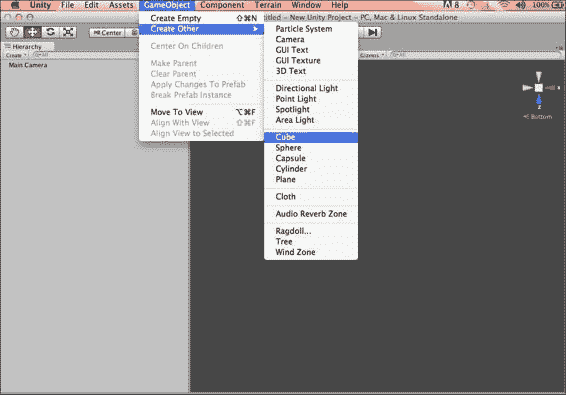 Unity File Edit Assets GameObject Component Terrain Window Help 8 100%
Untitled – New Unity Project – PC, Mac & Linux Standalone
Center
Hierarchy
Create All
Gizmos All
Main Camera
Create Empty ⇧⌘N
Create Other
Center On Children
Make Parent
Clear Parent
Apply Changes To Prefab
Break Prefab Instance
Move To View ⌥⌘F
Align With View ⇧⌘F
Align View to Selected
Particle System
Camera
GUI Text
GUI Texture
3D Text
Directional Light
Point Light
Spotlight
Area Light
Cube
Sphere
Capsule
Cylinder
Plane
Cloth
Audio Reverb Zone
Ragdoll...
Tree
Wind Zone
x
z
Bottom